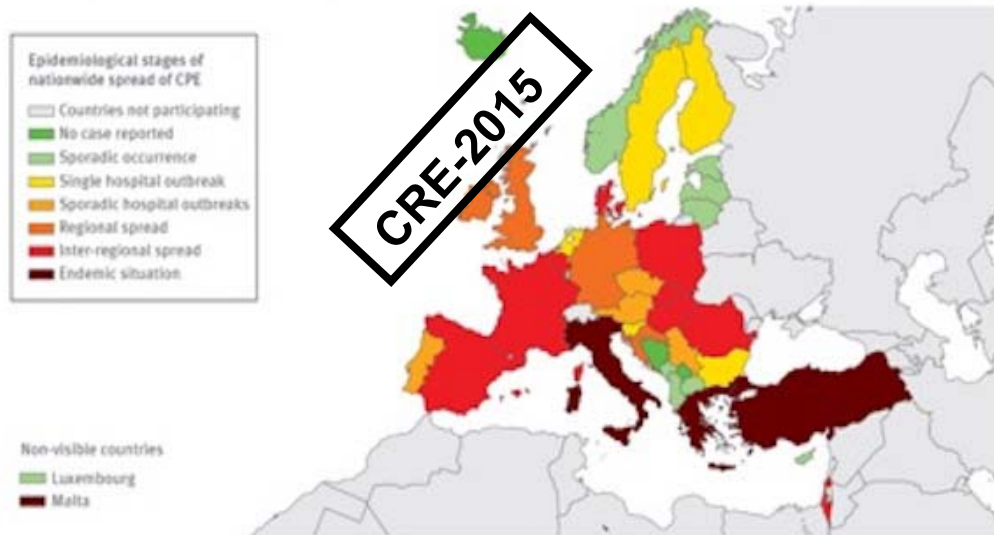 Epidemiological stages of
nationwide spread of CPE
Countries not participating
No case reported
Sporadic occurrence
Single hospital outbreak
Sporadic hospital outbreaks
Regional spread
Inter-regional spread
Endemic situation
CRE-2015
Non-visible countries
Luxembourg
Malta